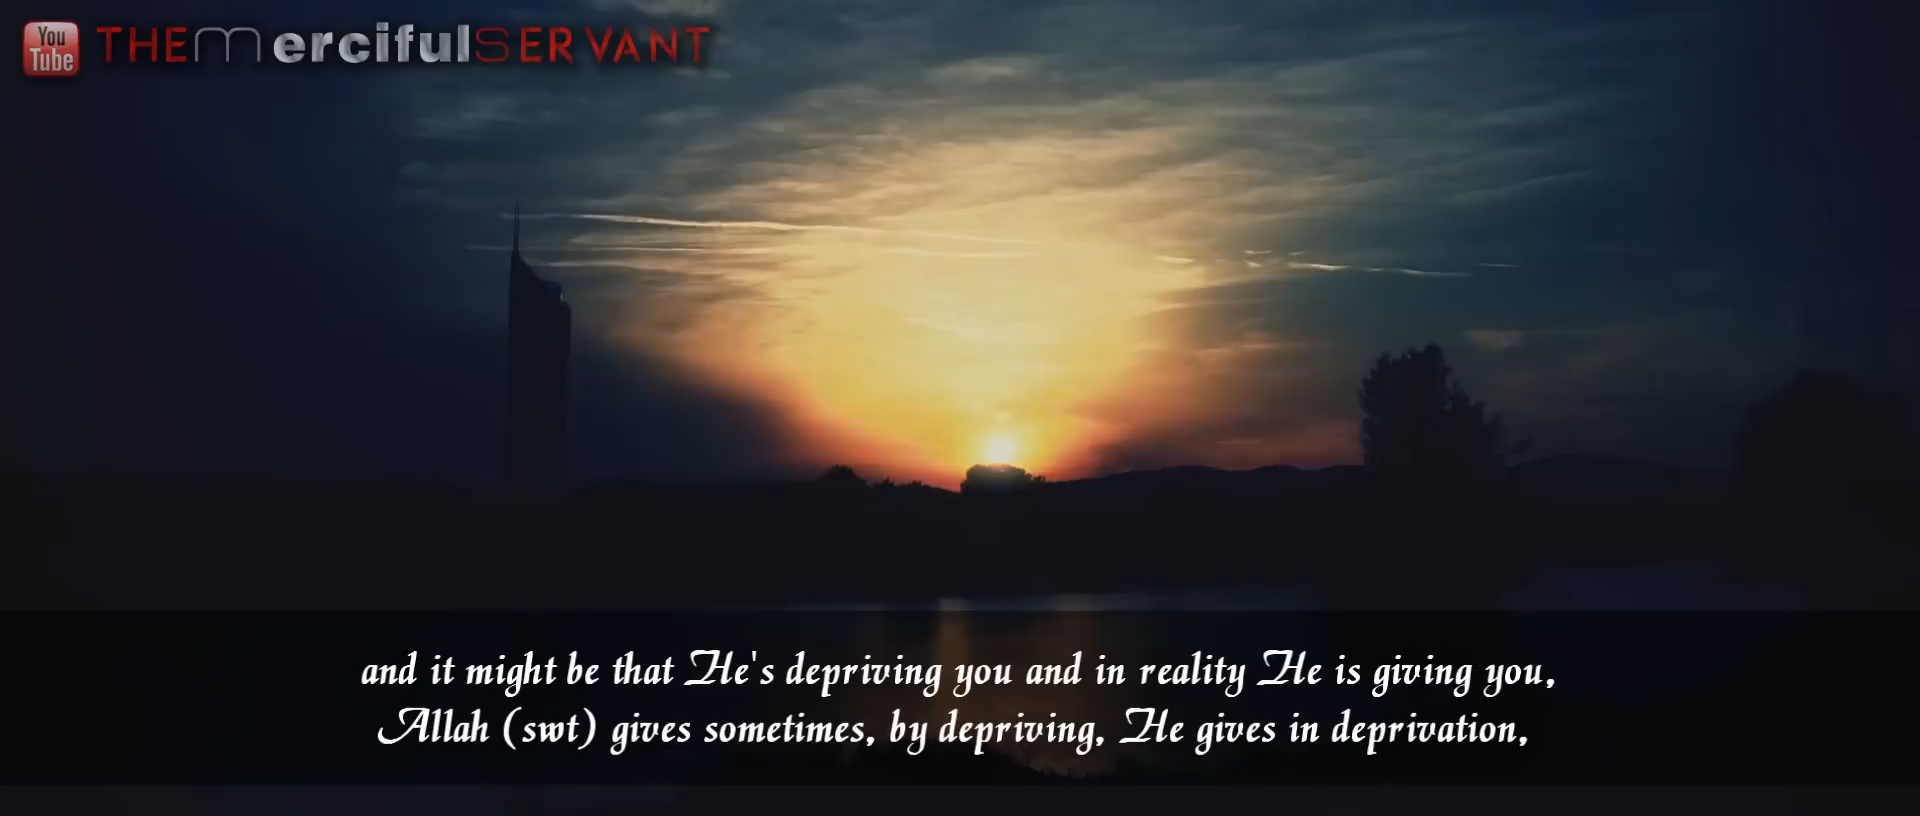 You Tube THEmercifulSERVANT
and it might be that He's depriving you and in reality He is giving you,
Allah (swt) gives sometimes, by depriving, He gives in deprivation,